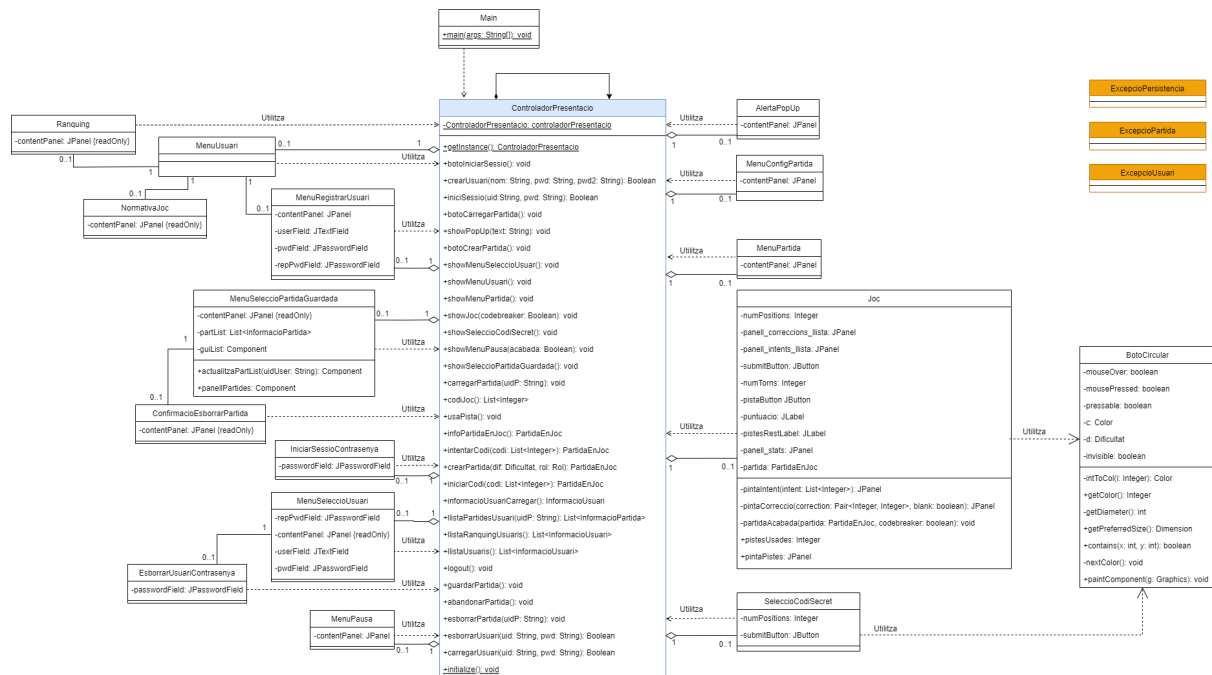 Main
+main(args: String[]): void
ControladorPresentacio
-ControladorPresentacio: controladorPresentacio
+getInstance(): ControladorPresentacio
+botoIniciarSessio(): void
+crearUsuari(nom: String, pwd: String, pwd2: String): Boolean
+iniciSessio(uid:String, pwd: String): Boolean
+botoCarregarPartida(): void
+showPopUp(text: String): void
+botoCrearPartida(): void
+showMenuSeleccioUsuar(): void
+showMenuUsuari(): void
+showMenuPartida(): void
+showJoc(codebreaker: Boolean): void
+showSeleccioCodiSecret(): void
+showMenuPausa(acabada: Boolean): void
+showSeleccioPartidaGuardada(): void
+carregarPartida(uidP: String): void
+codiJoc(): List<Integer>
+usaPista(): void
+infoPartidaEnJoc(): PartidaEnJoc
+intentarCodi(codi: List<Integer>): PartidaEnJoc
+crearPartida(dif: Dificultat, rol: Rol): PartidaEnJoc
+iniciarCodi(codi: List<Integer>): PartidaEnJoc
+informacioUsuariCarregar(): InformacioUsuari
+llistaPartidesUsuari(uidP: String): List<InformacioPartida>
+llistaRanquingUsuaris(): List<InformacioUsuari>
+llistaUsuaris(): List<InformacioUsuari>
+logout(): void
+guardarPartida(): void
+abandonarPartida(): void
+esborrarPartida(uidP: String): void
+esborrarUsuari(uid: String, pwd: String): Boolean
+carregarUsuari(uid: String, pwd: String): Boolean
+initialize(): void
Ranquing
-contentPanel: JPanel {readOnly}
Utilitza
0..1
1
MenuUsuari
0..1
1
Utilitza
1
1
0..1
0..1
NormativaJoc
-contentPanel: JPanel {readOnly}
MenuRegistrarUsuari
-contentPanel: JPanel
-userField: JTextField
-pwdField: JPasswordField
-repPwdField: JPasswordField
Utilitza
0..1
1
MenuSeleccioPartidaGuardada
-contentPanel: JPanel {readOnly}
-partList: List<InformacioPartida>
-guiList: Component
+actualitzaPartList(uidUser: String): Component
+panellPartides: Component
0..1
1
Utilitza
1
0..1
ConfirmacioEsborrarPartida
-contentPanel: JPanel {readOnly}
Utilitza
IniciarSessioContrasenya
-passwordField: JPasswordField
Utilitza
0..1
1
MenuSeleccioUsuari
-repPwdField: JPasswordField
-contentPanel: JPanel {readOnly}
-userField: JTextField
-pwdField: JPasswordField
0..1
1
Utilitza
1
0..1
EsborrarUsuariContrasenya
-passwordField: JPasswordField
Utilitza
MenuPausa
-contentPanel: JPanel
Utilitza
0..1
1
AlertaPopUp
-contentPanel: JPanel
Utilitza
1
0..1
MenuConfigPartida
-contentPanel: JPanel
Utilitza
1
0..1
MenuPartida
-contentPanel: JPanel
Utilitza
1
0..1
Joc
-numPositions: Integer
-panell_correccions_llista: JPanel
-panell_intents_llista: JPanel
-submitButton: JButton
-numTorns: Integer
-pistaButton JButton
-puntuacio: JLabel
-pistesRestLabel: JLabel
-panell_stats: JPanel
-partida: PartidaEnJoc
-pintaIntent(intent: List<Integer>): JPanel
-pintaCorreccio(correction: Pair<Integer, Integer>, blank: boolean): JPanel
-partidaAcabada(partida: PartidaEnJoc, codebreaker: boolean): void
+pistesUsades: Integer
+pintaPistes: JPanel
Utilitza
1
0..1
Utilitza
SeleccioCodiSecret
-numPositions: Integer
-submitButton: JButton
Utilitza
1
0..1
Utilitza
BotoCircular
-mouseOver: boolean
-mousePressed: boolean
-pressable: boolean
-c: Color
-d: Dificultat
-invisible: boolean
-intToCol(i: Integer): Color
+getColor(): Integer
-getDiameter(): int
+getPreferredSize(): Dimension
+contains(x: int, y: int): boolean
-nextColor(): void
+paintComponent(g: Graphics): void
ExcepcioPersistencia
ExcepcioPartida
ExcepcioUsuari